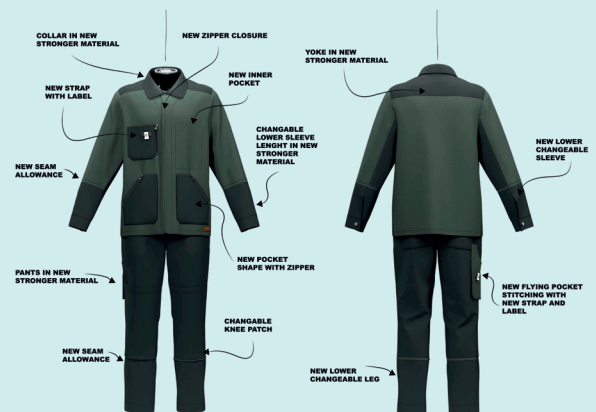 COLLAR IN NEW
STRONGER MATERIAL
NEW ZIPPER CLOSURE
NEW STRAP
WITH LABEL
NEW INNER
POCKET
CHANGABLE
LOWER SLEEVE
LENGHT IN NEW
STRONGER
MATERIAL
NEW SEAM
ALLOWANCE
NEW POCKET
SHAPE WITH ZIPPER
PANTS IN NEW
STRONGER MATERIAL
CHANGABLE
KNEE PATCH
NEW SEAM
ALLOWANCE
YOKE IN NEW
STRONGER MATERIAL
NEW LOWER
CHANGEABLE
SLEEVE
NEW FLYING POCKET
STITCHING WITH
NEW STRAP AND
LABEL
NEW LOWER
CHANGEABLE LEG